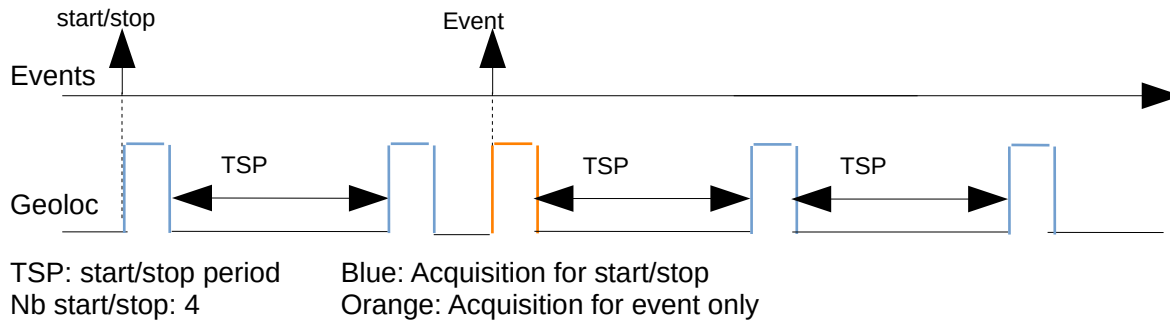 start/stop
Event
Events
TSP
TSP
TSP
Geoloc
TSP: start/stop period
Blue: Acquisition for start/stop
Nb start/stop: 4
Orange: Acquisition for event only